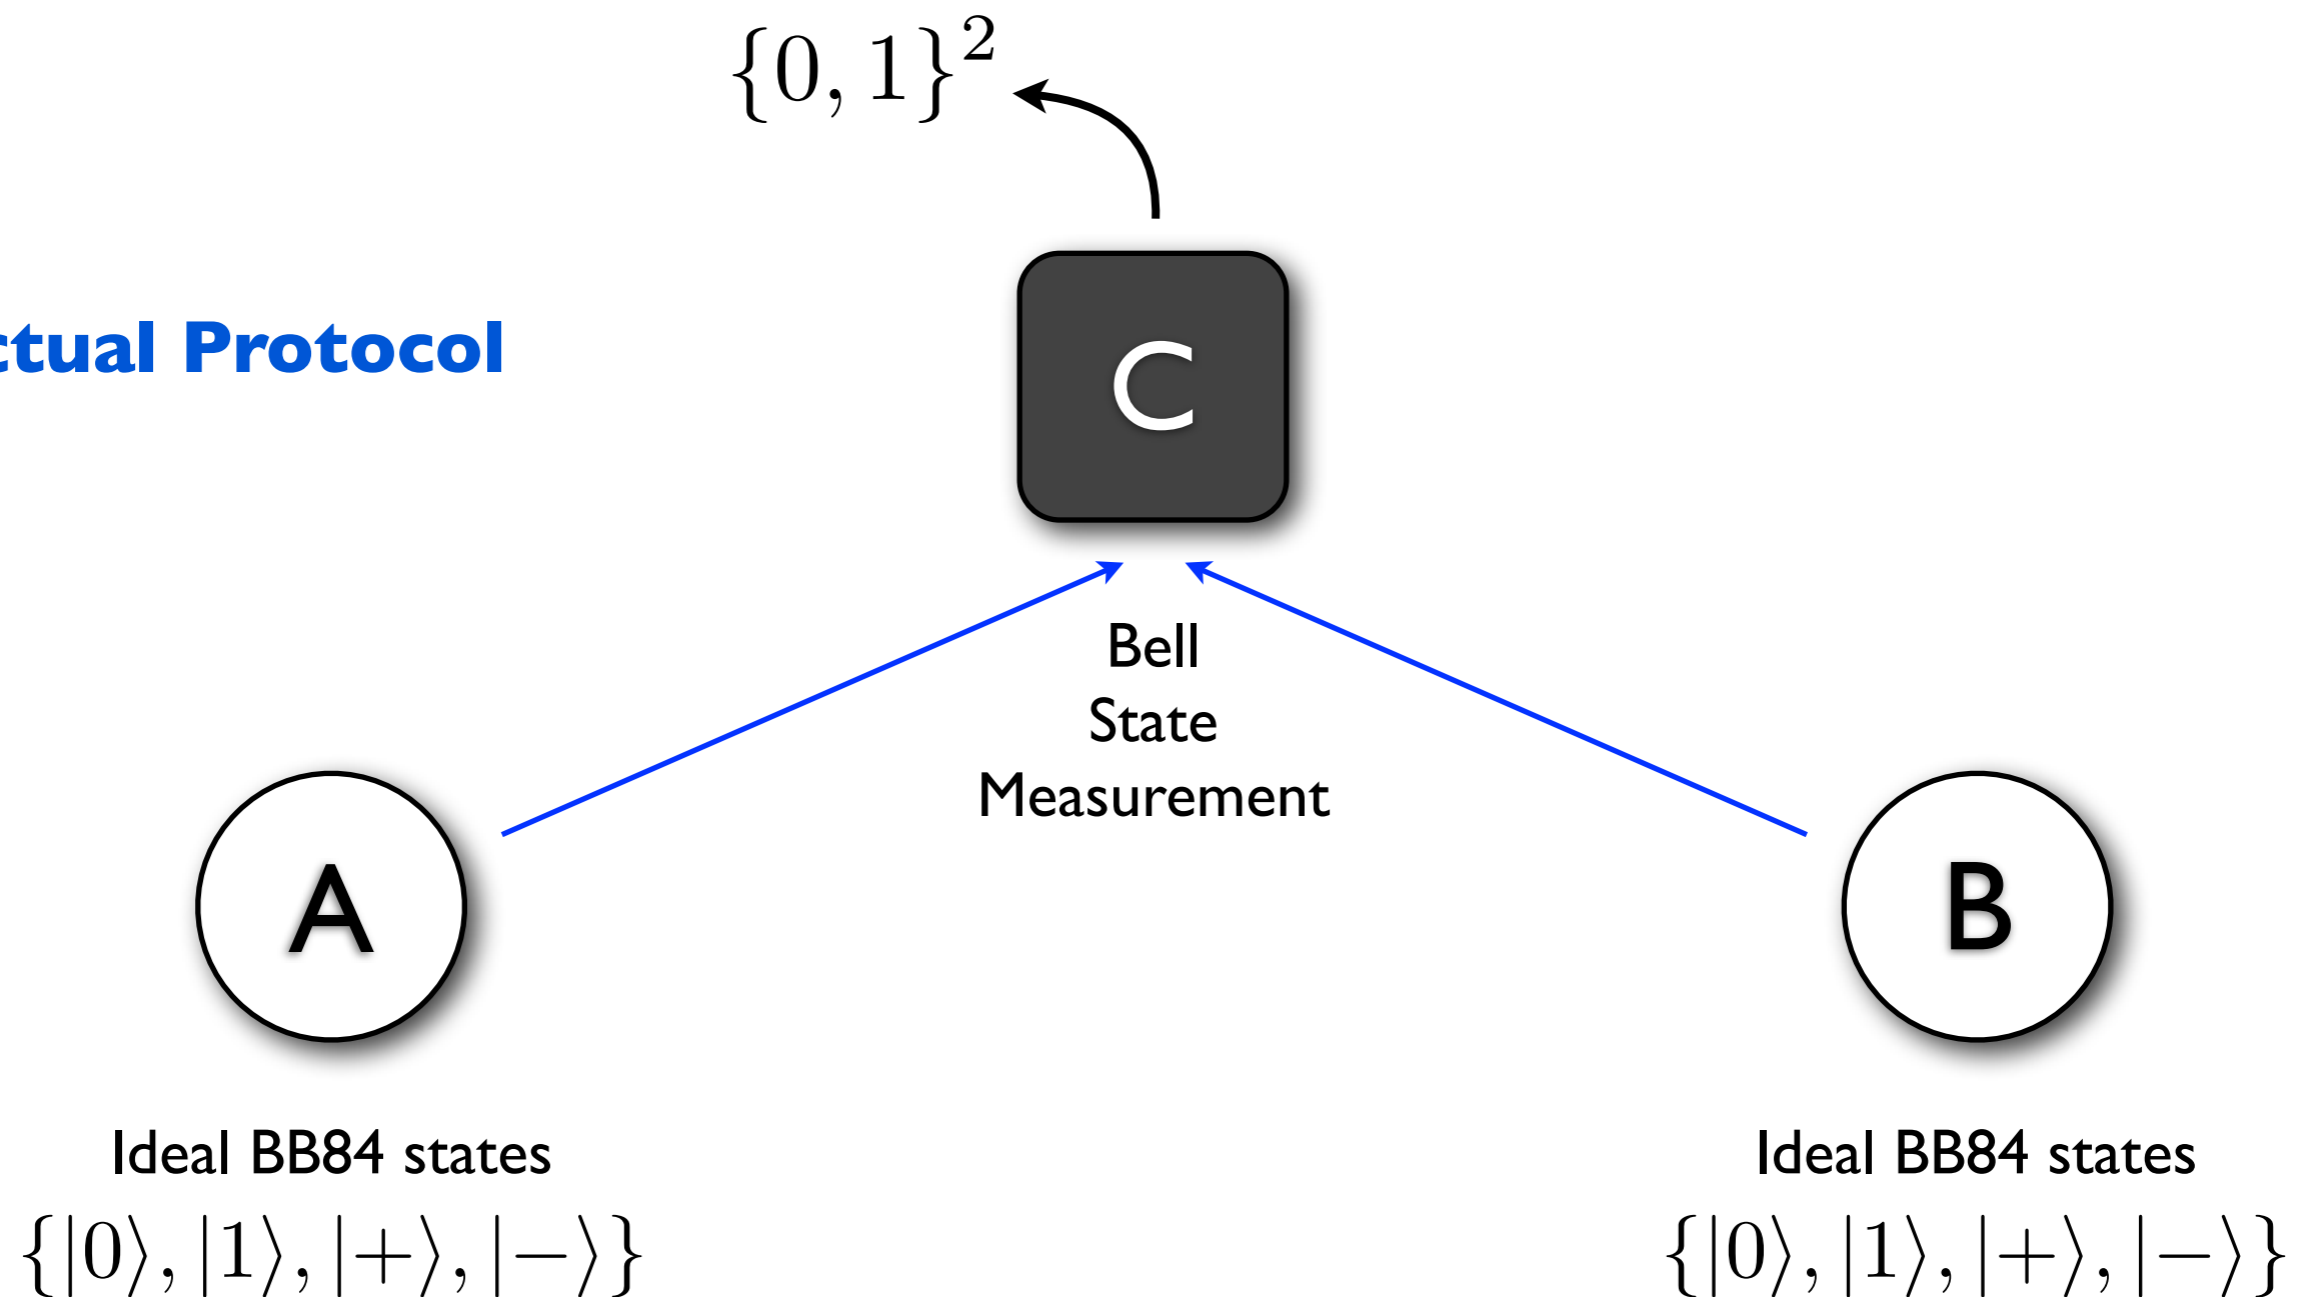 {0, 1}²
ctual Protocol
C
Bell
State
Measurement
A
B
Ideal BB84 states
{|0⟩, |1⟩, |+⟩, |−⟩}
Ideal BB84 states
{|0⟩, |1⟩, |+⟩, |−⟩}